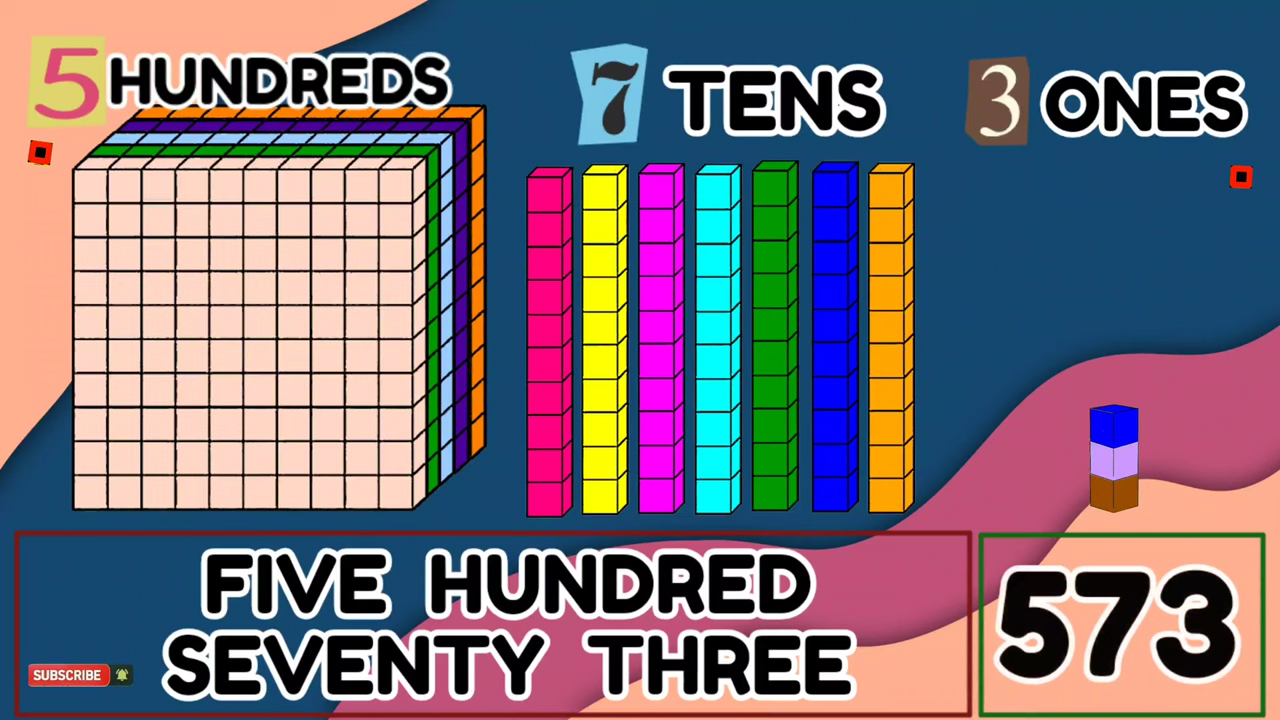 5 HUNDREDS
7 TENS
3 ONES
FIVE HUNDRED
SEVENTY THREE
573
SUBSCRIBE